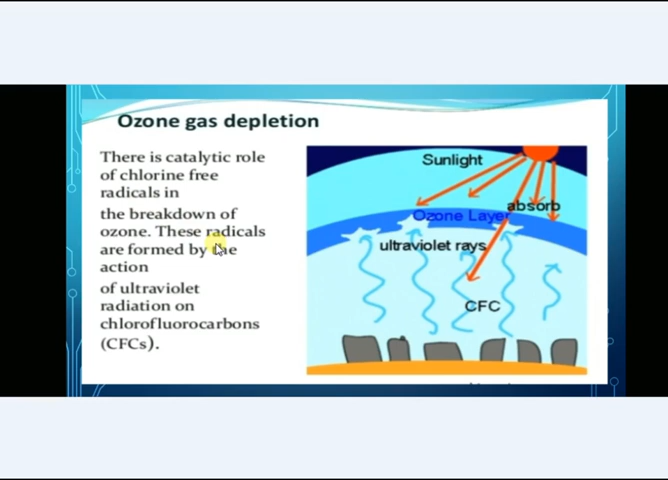 Ozone gas depletion
There is catalytic role
of chlorine free
radicals in
the breakdown of
ozone. These radicals
are formed by the
action
of ultraviolet
radiation on
chlorofluorocarbons
(CFCs).
Sunlight
absorb
Ozone Layer
ultraviolet rays
CFC